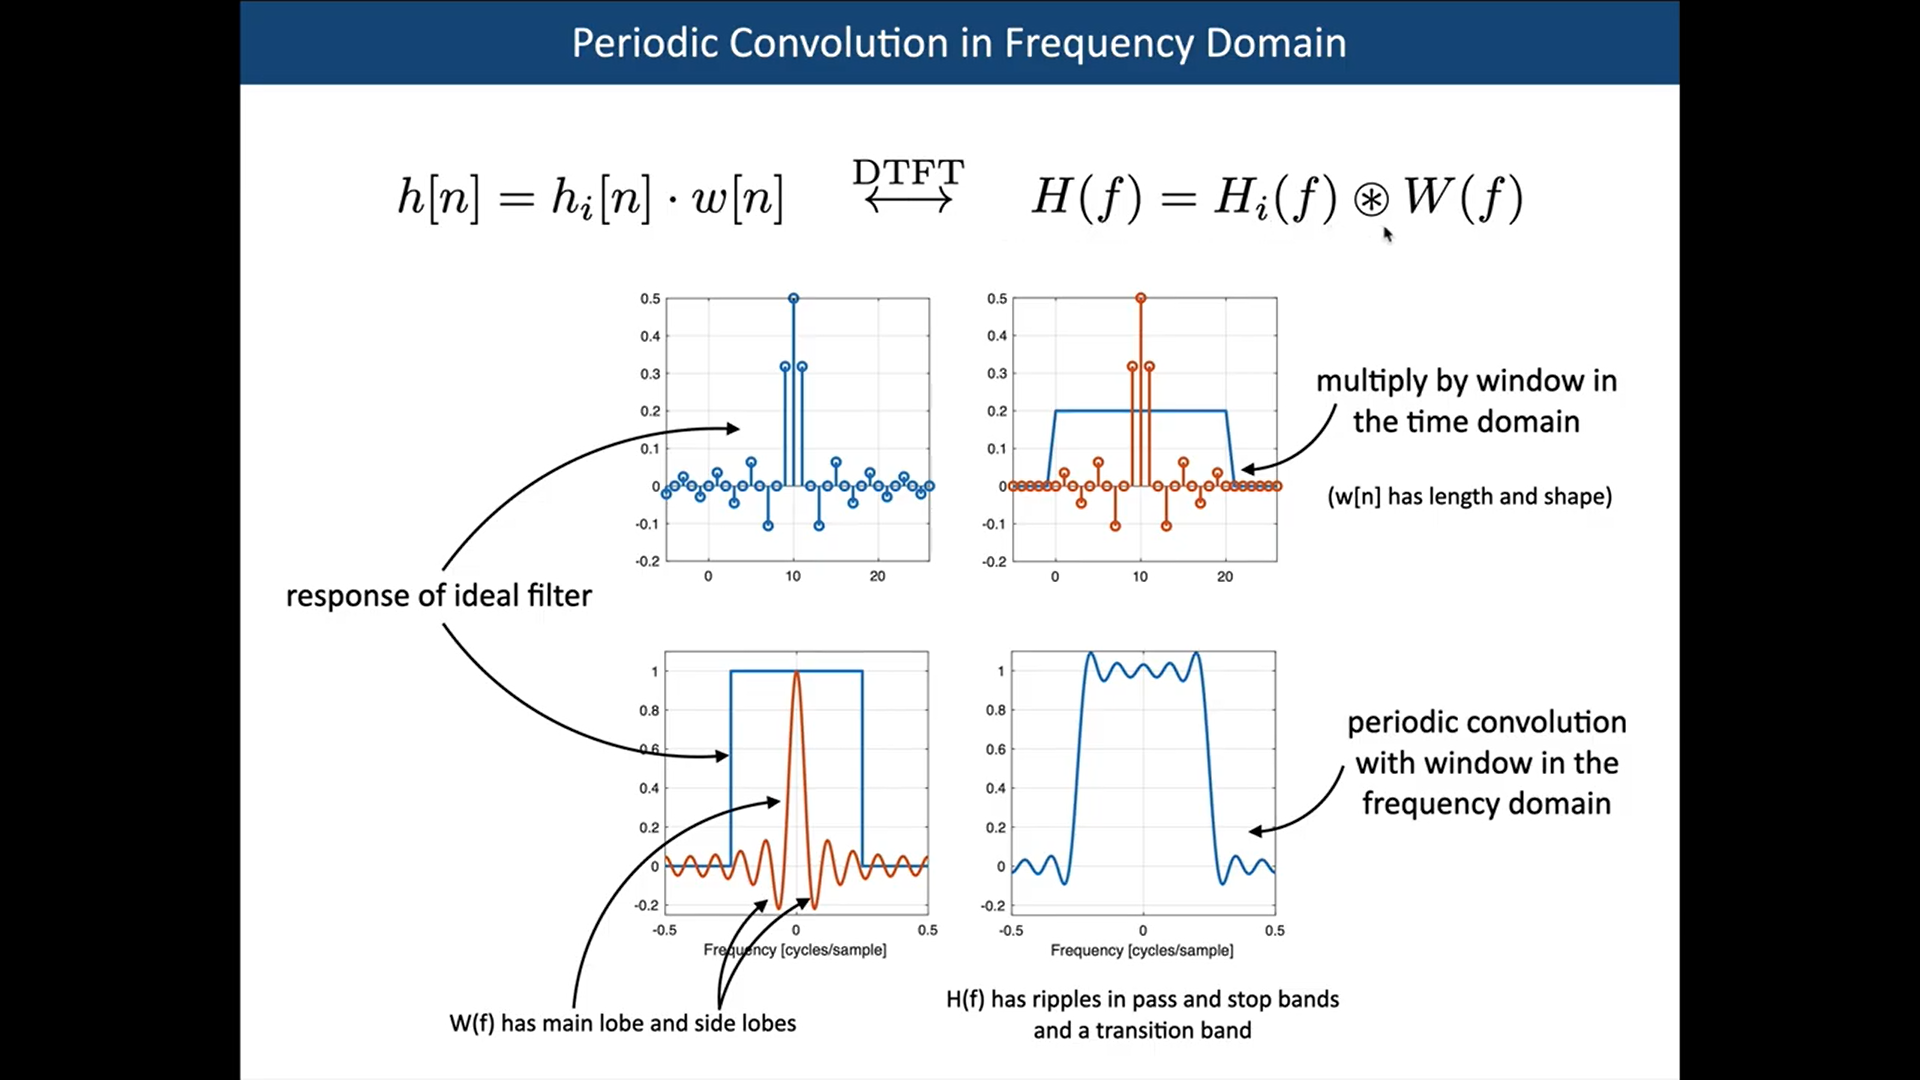 Periodic Convolution in Frequency Domain
h[n] = h_i[n] · w[n]
DTFT
⟷
H(f) = H_i(f) ⊛ W(f)
0.5
0.4
0.3
0.2
0.1
0
-0.1
-0.2
0 10 20
0.5
0.4
0.3
0.2
0.1
0
-0.1
-0.2
0 10 20
multiply by window in
the time domain
(w[n] has length and shape)
response of ideal filter
1
0.8
0.6
0.4
0.2
0
-0.2
-0.5 0 0.5
Frequency [cycles/sample]
1
0.8
0.6
0.4
0.2
0
-0.2
-0.5 0 0.5
Frequency [cycles/sample]
periodic convolution
with window in the
frequency domain
W(f) has main lobe and side lobes
H(f) has ripples in pass and stop bands
and a transition band